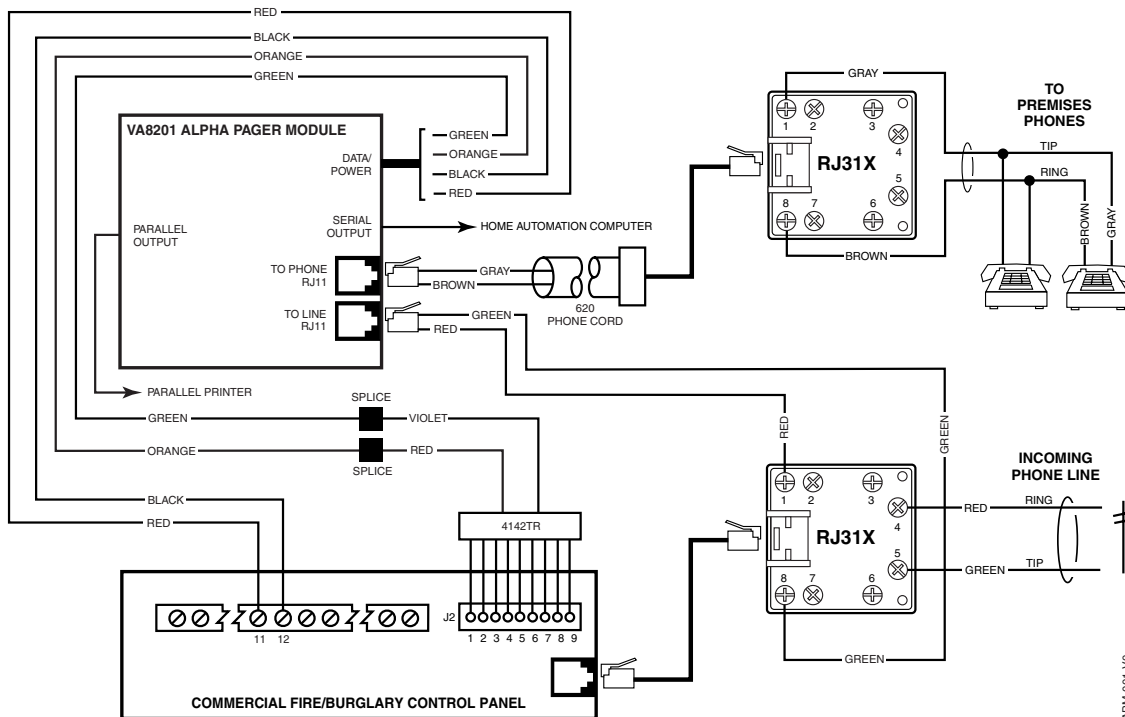 RED
BLACK
ORANGE
GREEN
VA8201 ALPHA PAGER MODULE
DATA/
POWER
GREEN
ORANGE
BLACK
RED
PARALLEL
OUTPUT
SERIAL
OUTPUT
HOME AUTOMATION COMPUTER
TO PHONE
RJ11
GRAY
BROWN
TO LINE
RJ11
GREEN
RED
620
PHONE CORD
PARALLEL PRINTER
GRAY
1
2
3
4
5
6
7
8
RJ31X
BROWN
TO
PREMISES
PHONES
TIP
RING
BROWN
GRAY
SPLICE
GREEN
VIOLET
ORANGE
RED
SPLICE
BLACK
RED
4142TR
J2
1 2 3 4 5 6 7 8 9
11 12
COMMERCIAL FIRE/BURGLARY CONTROL PANEL
RED
GREEN
1
2
3
4
5
6
7
8
RJ31X
INCOMING
PHONE LINE
RED
RING
GREEN
TIP
GREEN